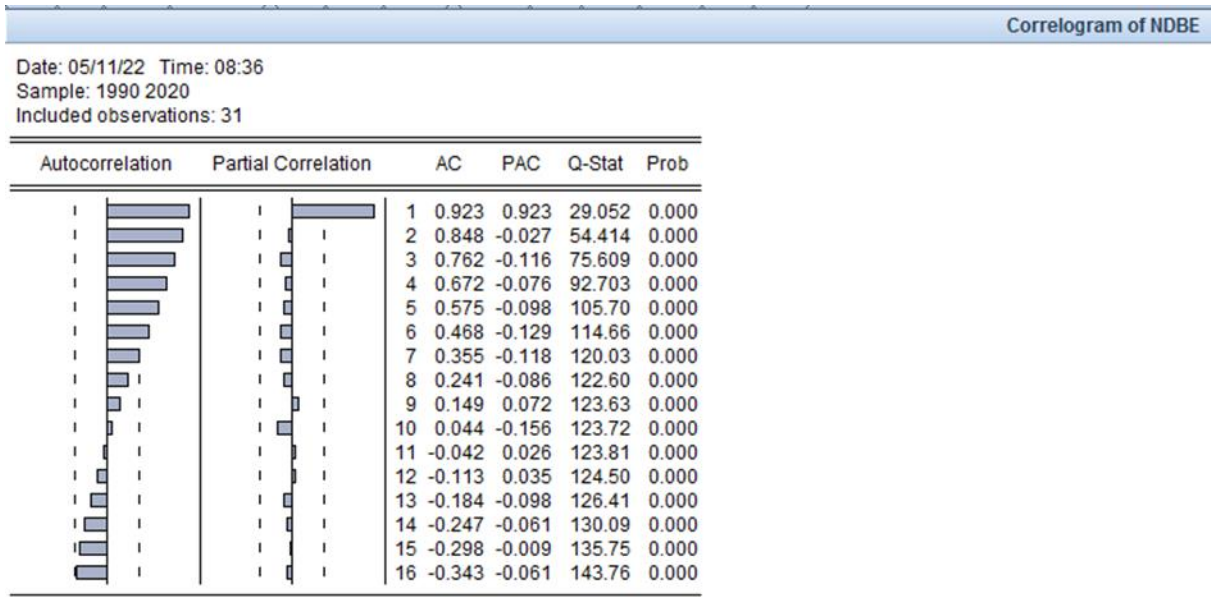 Correlogram of NDBE
Date: 05/11/22 Time: 08:36
Sample: 1990 2020
Included observations: 31
Autocorrelation Partial Correlation AC PAC Q-Stat Prob
1 0.923 0.923 29.052 0.000
2 0.848 -0.027 54.414 0.000
3 0.762 -0.116 75.609 0.000
4 0.672 -0.076 92.703 0.000
5 0.575 -0.098 105.70 0.000
6 0.468 -0.129 114.66 0.000
7 0.355 -0.118 120.03 0.000
8 0.241 -0.086 122.60 0.000
9 0.149 0.072 123.63 0.000
10 0.044 -0.156 123.72 0.000
11 -0.042 0.026 123.81 0.000
12 -0.113 0.035 124.50 0.000
13 -0.184 -0.098 126.41 0.000
14 -0.247 -0.061 130.09 0.000
15 -0.298 -0.009 135.75 0.000
16 -0.343 -0.061 143.76 0.000